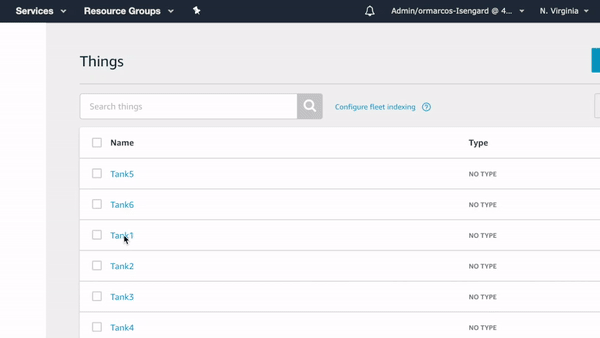 Services Resource Groups Admin/ormarcos-Isengard @ 4... N. Virginia
Things
Search things Configure fleet indexing ?
Name Type
Tank5 NO TYPE
Tank6 NO TYPE
Tank1 NO TYPE
Tank2 NO TYPE
Tank3 NO TYPE
Tank4 NO TYPE